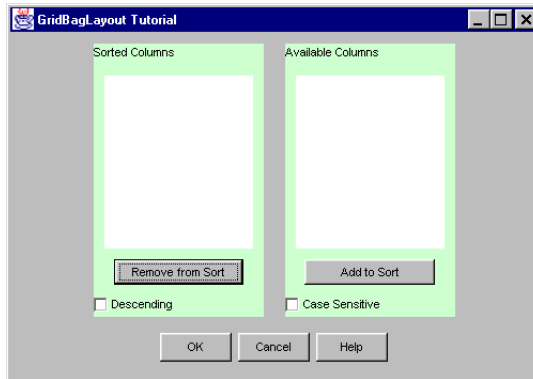 GridBagLayout Tutorial
Sorted Columns
Available Columns
Remove from Sort
Add to Sort
Descending
Case Sensitive
OK
Cancel
Help